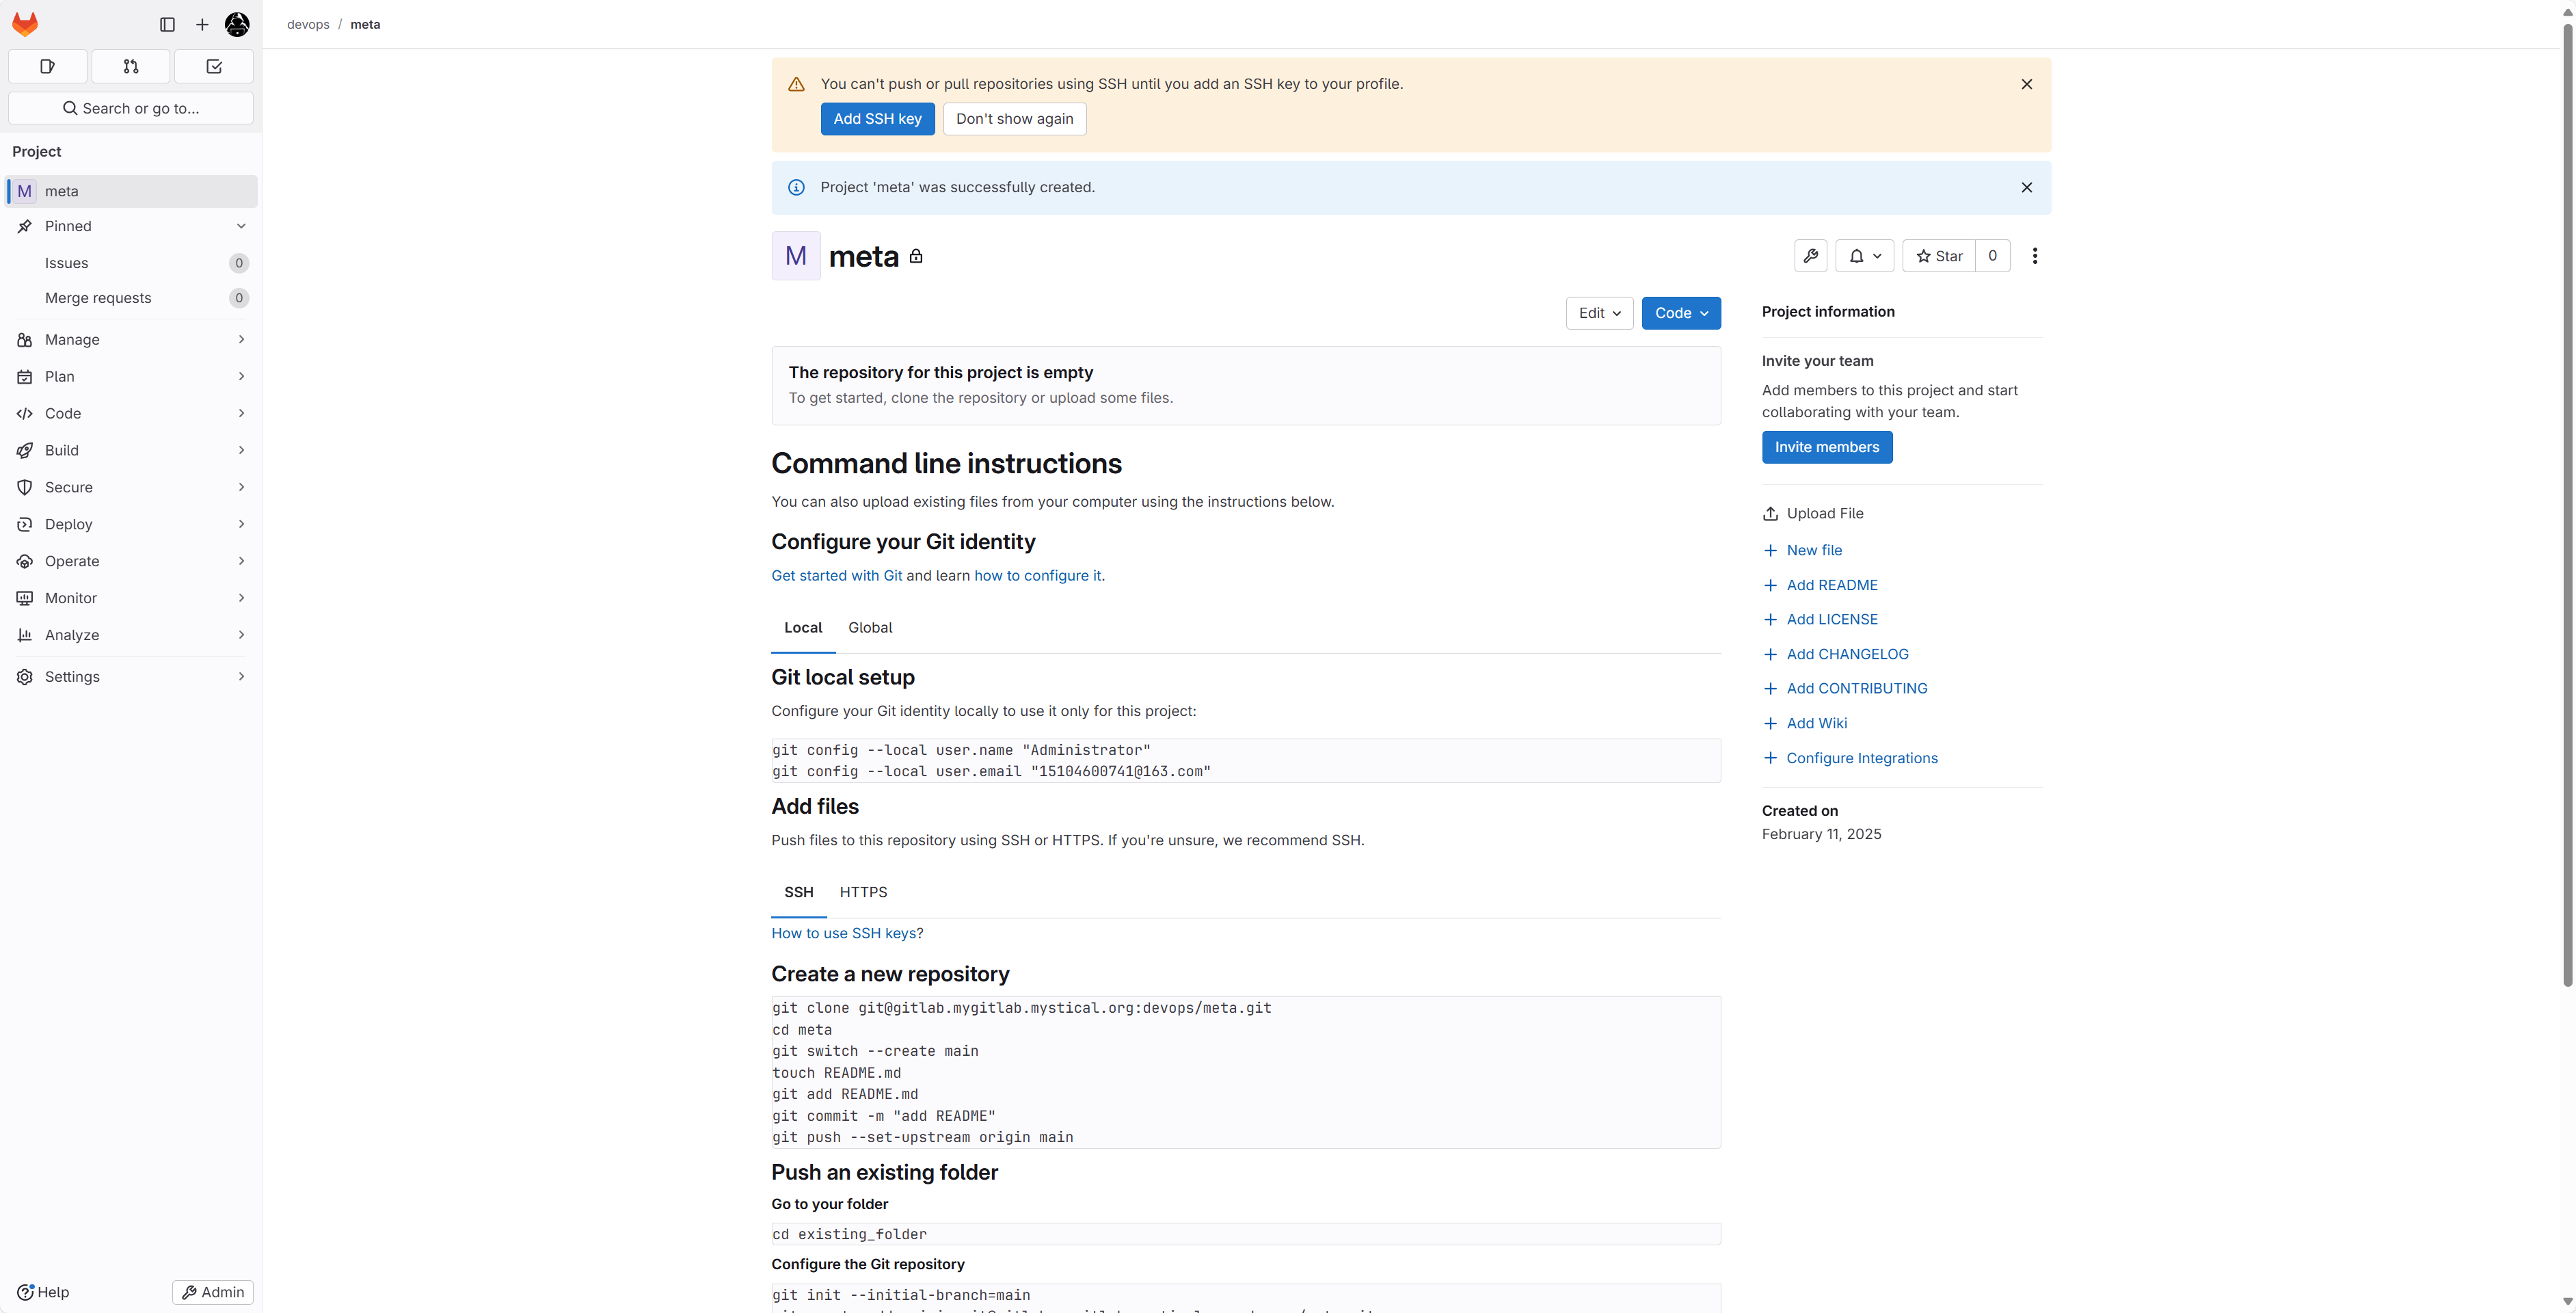 devops / meta
Search or go to...
Project
M meta
Pinned
Issues 0
Merge requests 0
Manage
Plan
Code
Build
Secure
Deploy
Operate
Monitor
Analyze
Settings
Help
Admin
You can't push or pull repositories using SSH until you add an SSH key to your profile.
Add SSH key Don't show again
Project 'meta' was successfully created.
M meta
Star 0
Edit Code
The repository for this project is empty
To get started, clone the repository or upload some files.
Command line instructions
You can also upload existing files from your computer using the instructions below.
Configure your Git identity
Get started with Git and learn how to configure it.
Local Global
Git local setup
Configure your Git identity locally to use it only for this project:
git config --local user.name "Administrator"
git config --local user.email "15104600741@163.com"
Add files
Push files to this repository using SSH or HTTPS. If you're unsure, we recommend SSH.
SSH HTTPS
How to use SSH keys?
Create a new repository
git clone git@gitlab.mygitlab.mystical.org:devops/meta.git
cd meta
git switch --create main
touch README.md
git add README.md
git commit -m "add README"
git push --set-upstream origin main
Push an existing folder
Go to your folder
cd existing_folder
Configure the Git repository
git init --initial-branch=main
Project information
Invite your team
Add members to this project and start
collaborating with your team.
Invite members
Upload File
New file
Add README
Add LICENSE
Add CHANGELOG
Add CONTRIBUTING
Add Wiki
Configure Integrations
Created on
February 11, 2025